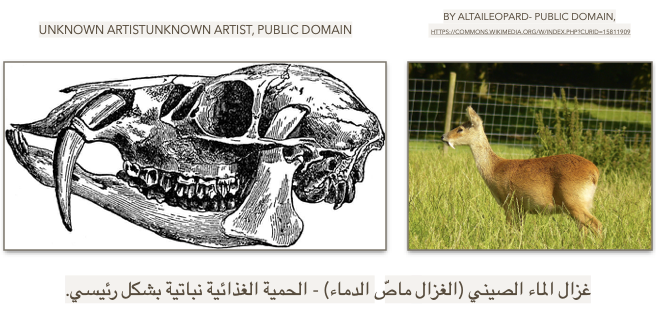 UNKNOWN ARTISTUNKNOWN ARTIST, PUBLIC DOMAIN
BY ALTAILEOPARD- PUBLIC DOMAIN,
HTTPS://COMMONS.WIKIMEDIA.ORG/W/INDEX.PHP?CURID=15811909
غزال الماء الصيني (الغزال ماصّ الدماء) - الحمية الغذائية نباتية بشكل رئيسي.